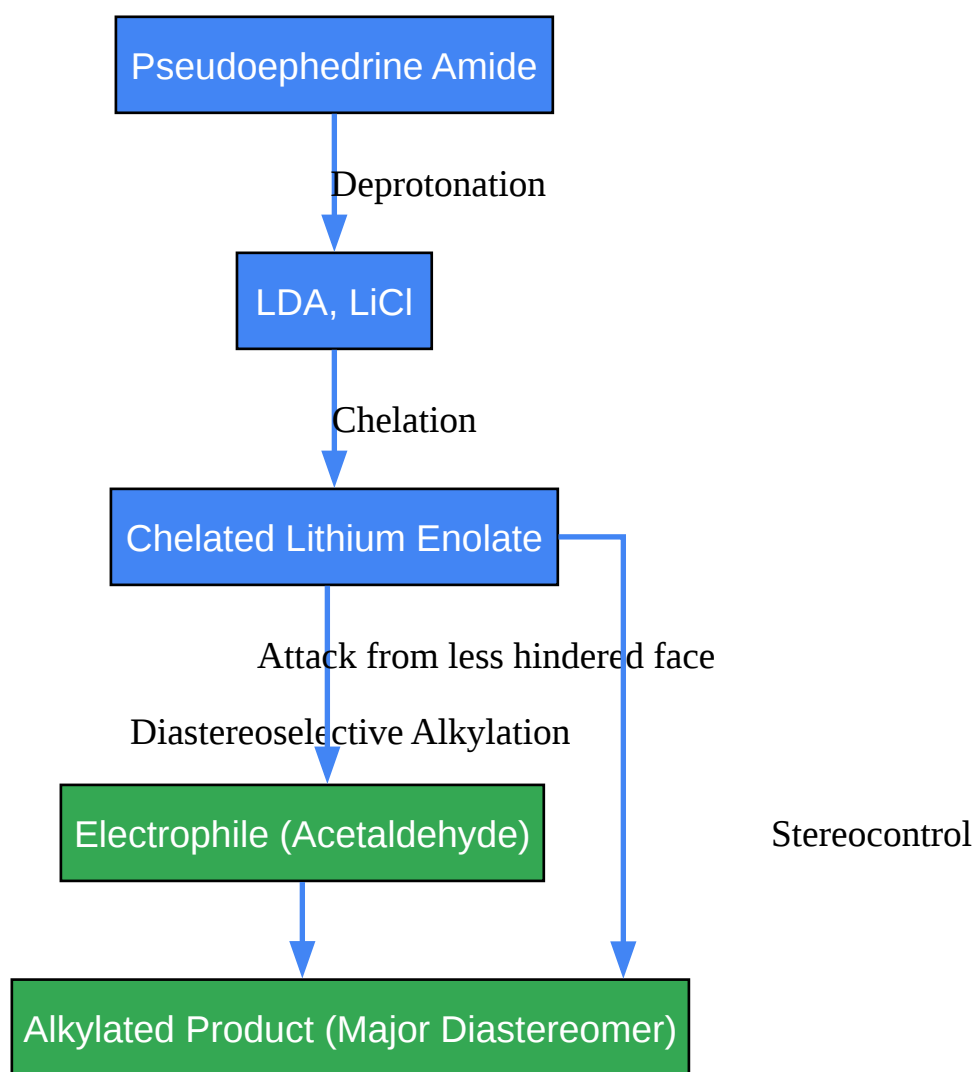 Pseudoephedrine Amide
Deprotonation
LDA, LiCl
Chelation
Chelated Lithium Enolate
Attack from less hindered face
Diastereoselective Alkylation
Electrophile (Acetaldehyde)
Stereocontrol
Alkylated Product (Major Diastereomer)